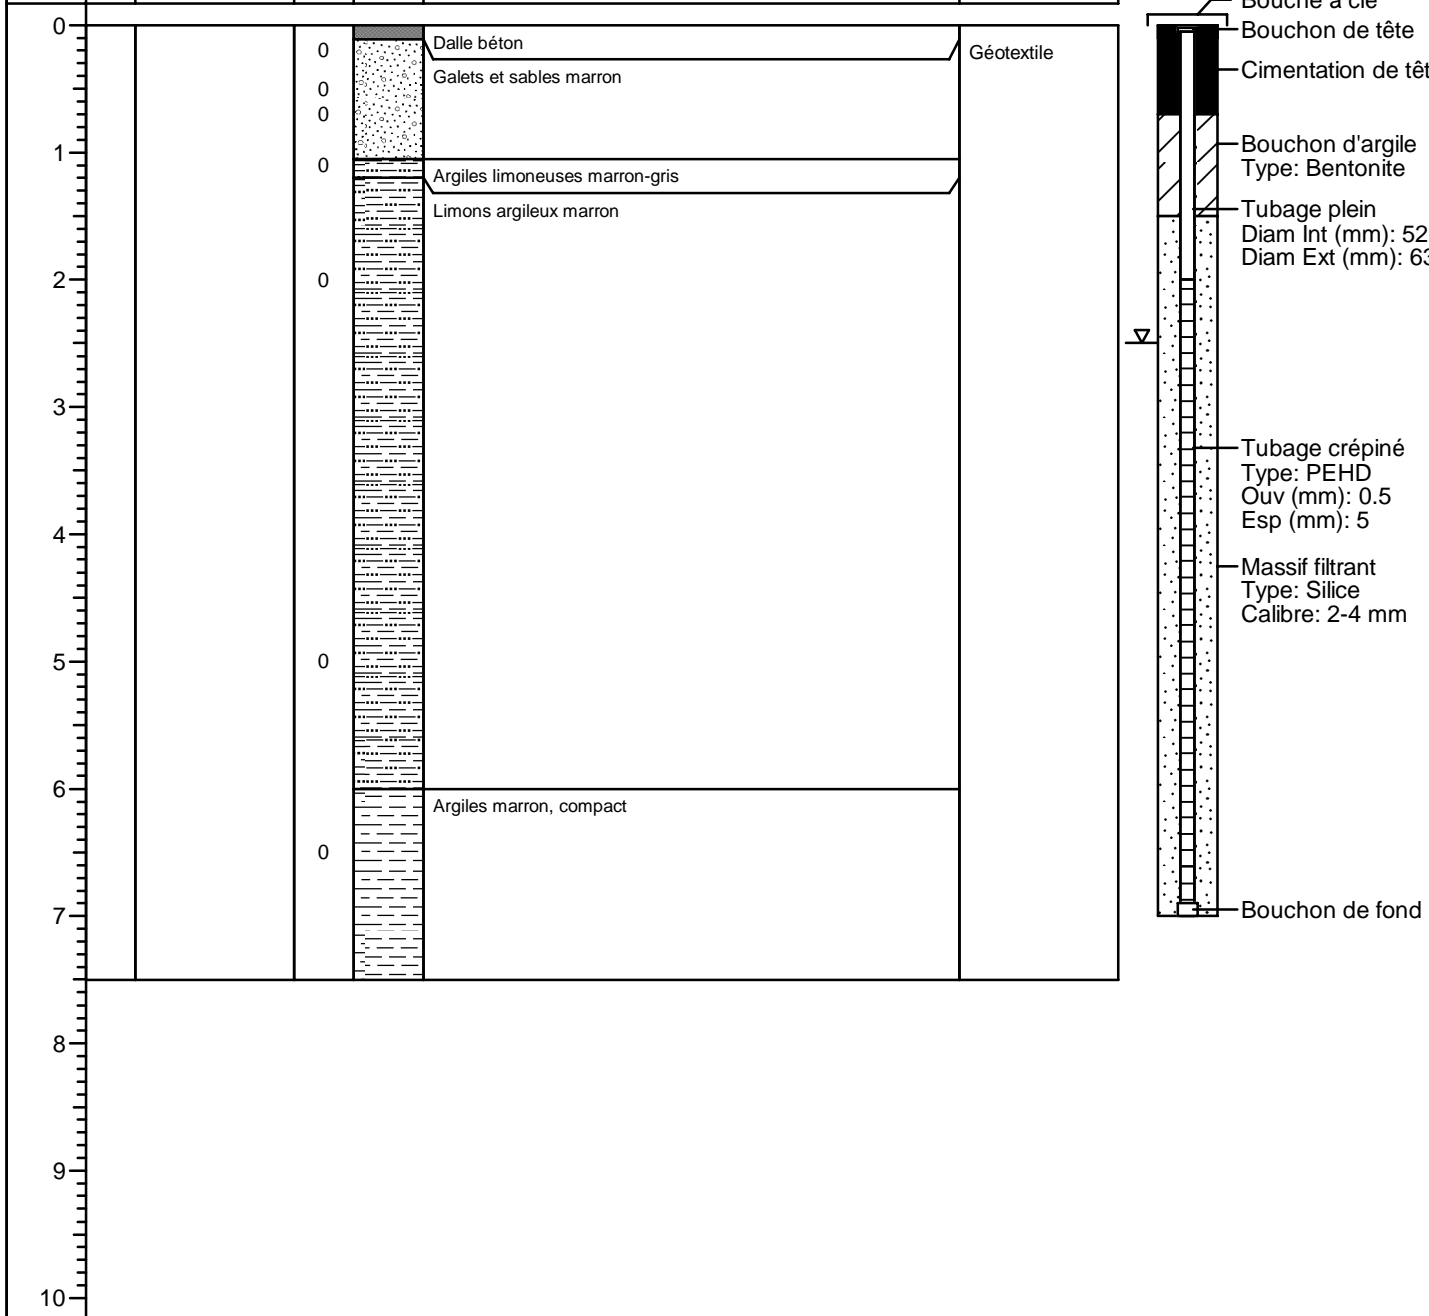 Bouche à clé
0
Bouchon de tête
Dalle béton
0
Géotextile
Cimentation de têt
Galets et sables marron
0
0
Bouchon d'argile
Type: Bentonite
1
0
Argiles limoneuses marron-gris
Limons argileux marron
Tubage plein
Diam Int (mm): 52
Diam Ext (mm): 63
2
0
3
Tubage crépiné
Type: PEHD
Ouv (mm): 0.5
Esp (mm): 5
4
Massif filtrant
Type: Silice
Calibre: 2-4 mm
5
0
6
Argiles marron, compact
0
7
Bouchon de fond
8
9
10